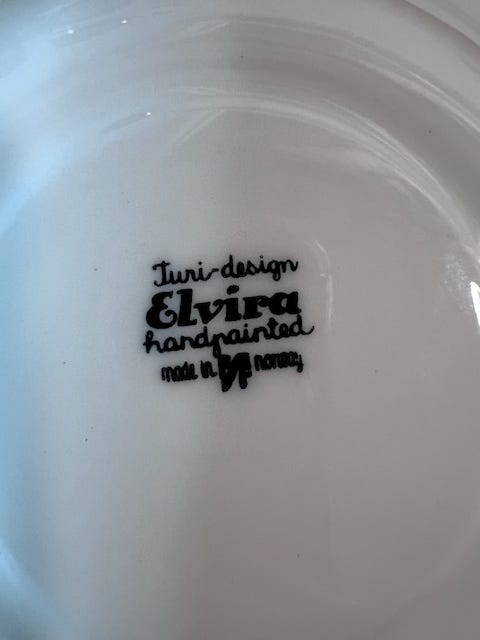 Turi-design
Elvira
handpainted
made in norway